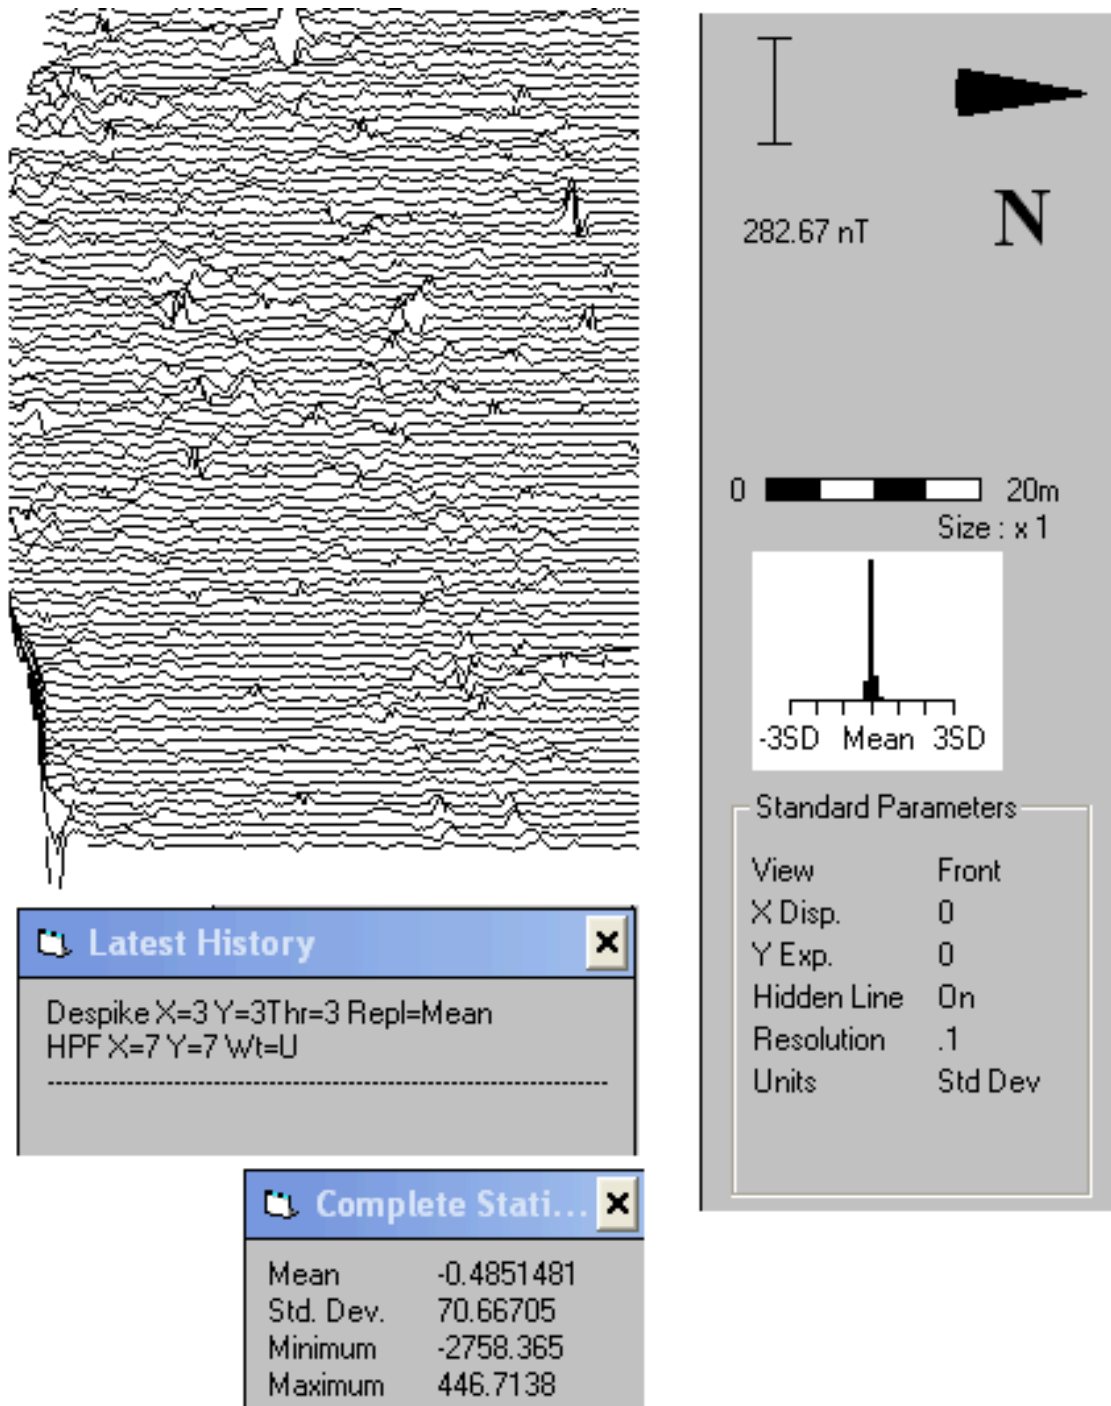 282.67 nT
N
0 20m
Size : x 1
-3SD Mean 3SD
Standard Parameters
View Front
X Disp. 0
Y Exp. 0
Hidden Line On
Resolution .1
Units Std Dev
Latest History
Despike X=3 Y=3Thr=3 Repl=Mean
HPF X=7 Y=7 Wt=U
Complete Stati...
Mean -0.4851481
Std. Dev. 70.66705
Minimum -2758.365
Maximum 446.7138